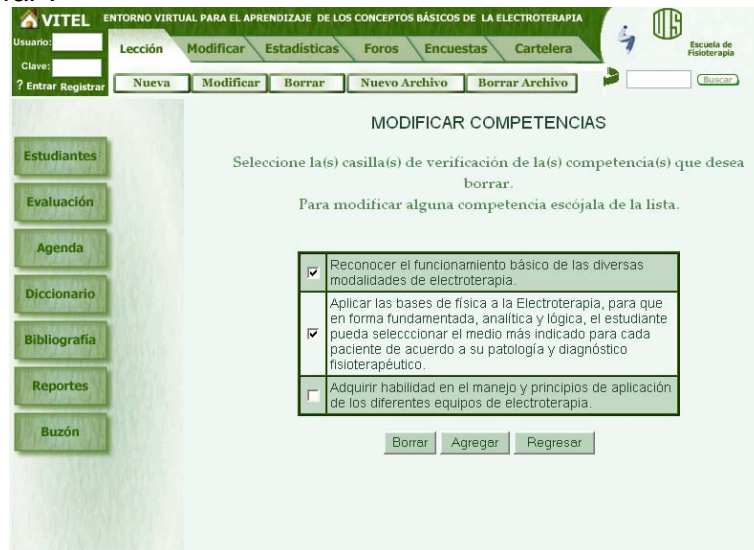 VITEL ENTORNO VIRTUAL PARA EL APRENDIZAJE DE LOS CONCEPTOS BÁSICOS DE LA ELECTROTERAPIA
Usuario:
Clave:
? Entrar Registrar
Lección Modificar Estadísticas Foros Encuestas Cartelera
UIS
Escuela de
Fisioterapia
Nueva Modificar Borrar Nuevo Archivo Borrar Archivo
Buscar
Estudiantes
Evaluación
Agenda
Diccionario
Bibliografía
Reportes
Buzón
MODIFICAR COMPETENCIAS
Seleccione la(s) casilla(s) de verificación de la(s) competencia(s) que desea
borrar.
Para modificar alguna competencia escójala de la lista.
Reconocer el funcionamiento básico de las diversas
modalidades de electroterapia.
Aplicar las bases de física a la Electroterapia, para que
en forma fundamentada, analítica y lógica, el estudiante
pueda selecccionar el medio más indicado para cada
paciente de acuerdo a su patología y diagnóstico
fisioterapéutico.
Adquirir habilidad en el manejo y principios de aplicación
de los diferentes equipos de electroterapia.
Borrar Agregar Regresar